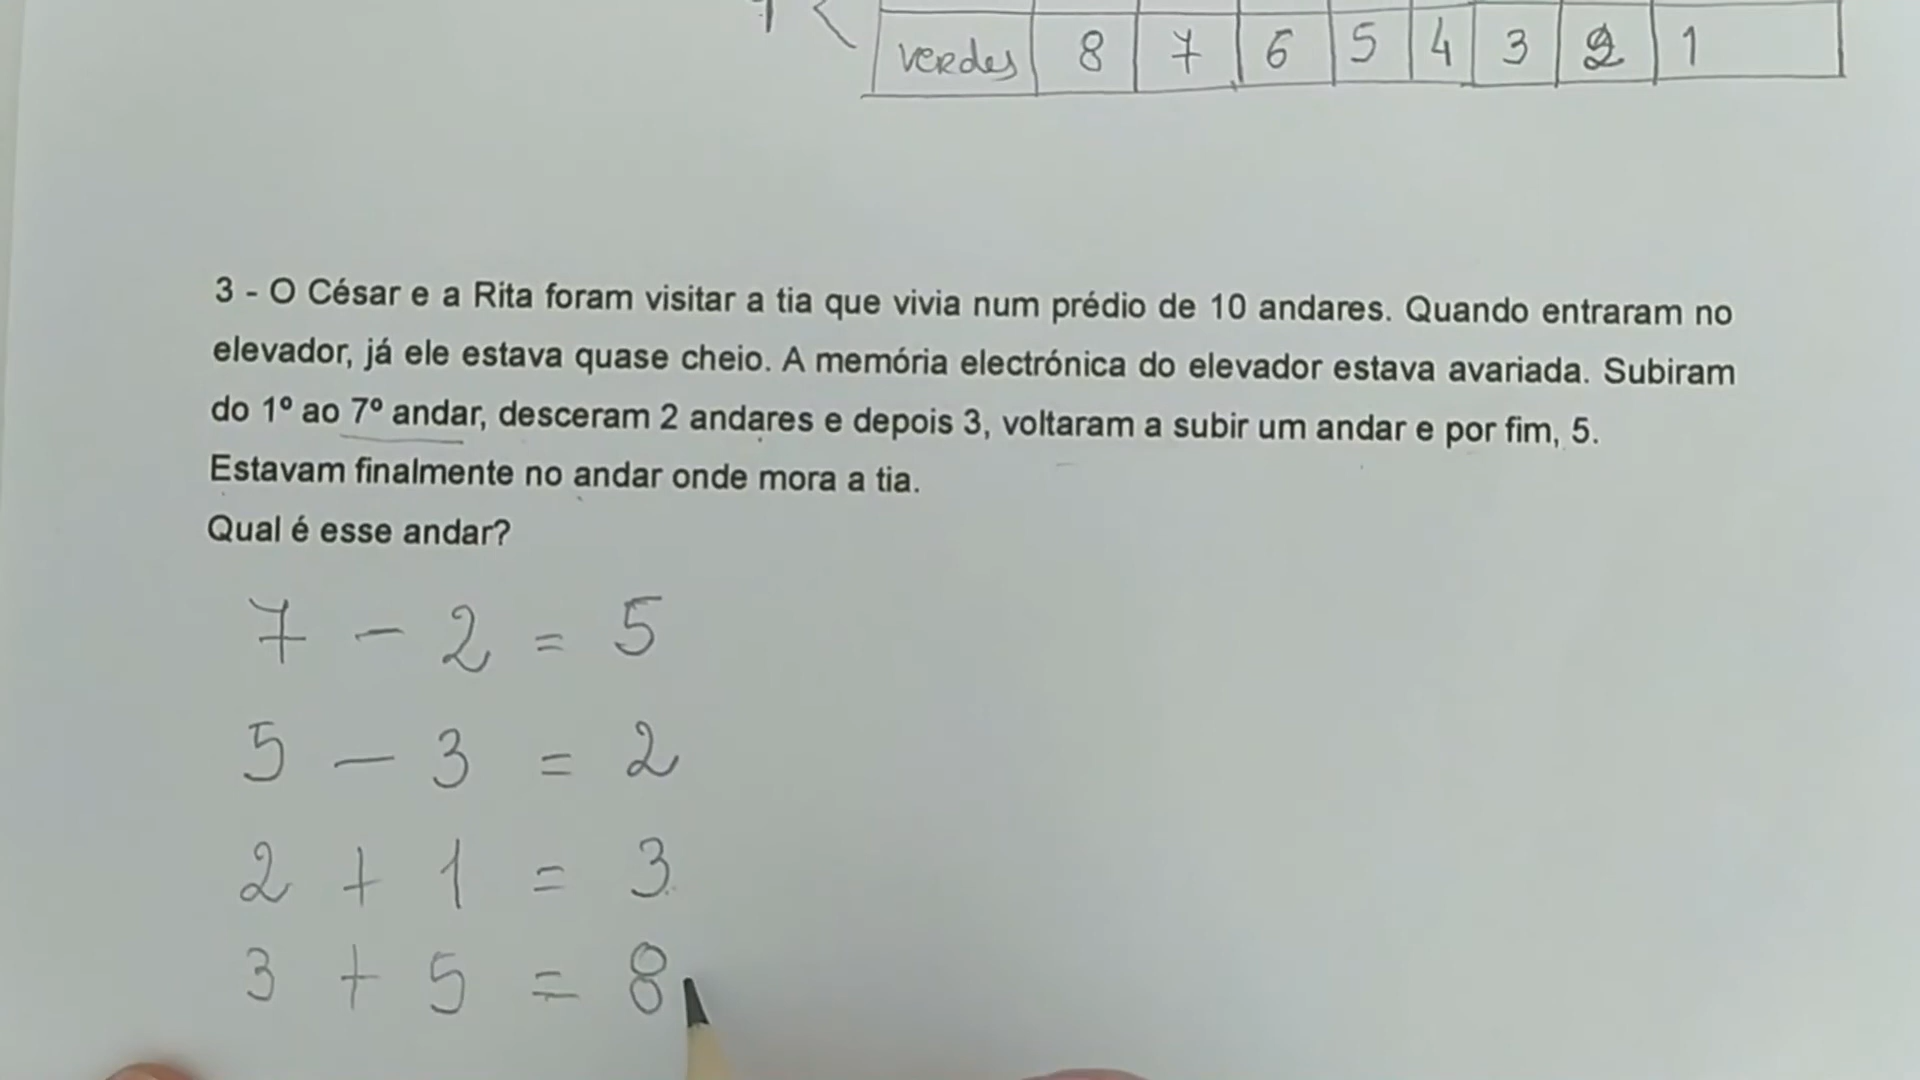 verdes 8 7 6 5 4 3 2 1
3 - O César e a Rita foram visitar a tia que vivia num prédio de 10 andares. Quando entraram no
elevador, já ele estava quase cheio. A memória electrónica do elevador estava avariada. Subiram
do 1º ao 7º andar, desceram 2 andares e depois 3, voltaram a subir um andar e por fim, 5.
Estavam finalmente no andar onde mora a tia.
Qual é esse andar?
7 - 2 = 5
5 - 3 = 2
2 + 1 = 3
3 + 5 = 8